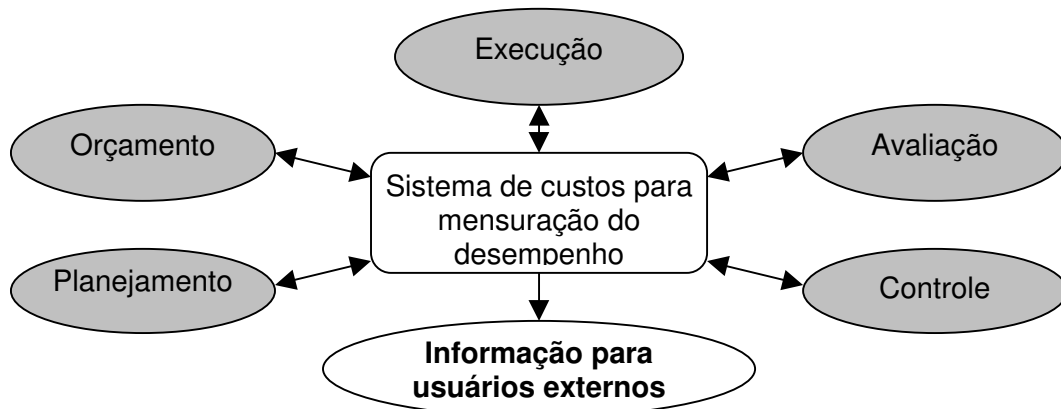 Execução
Orçamento
Avaliação
Sistema de custos para
mensuração do
desempenho
Planejamento
Controle
Informação para
usuários externos